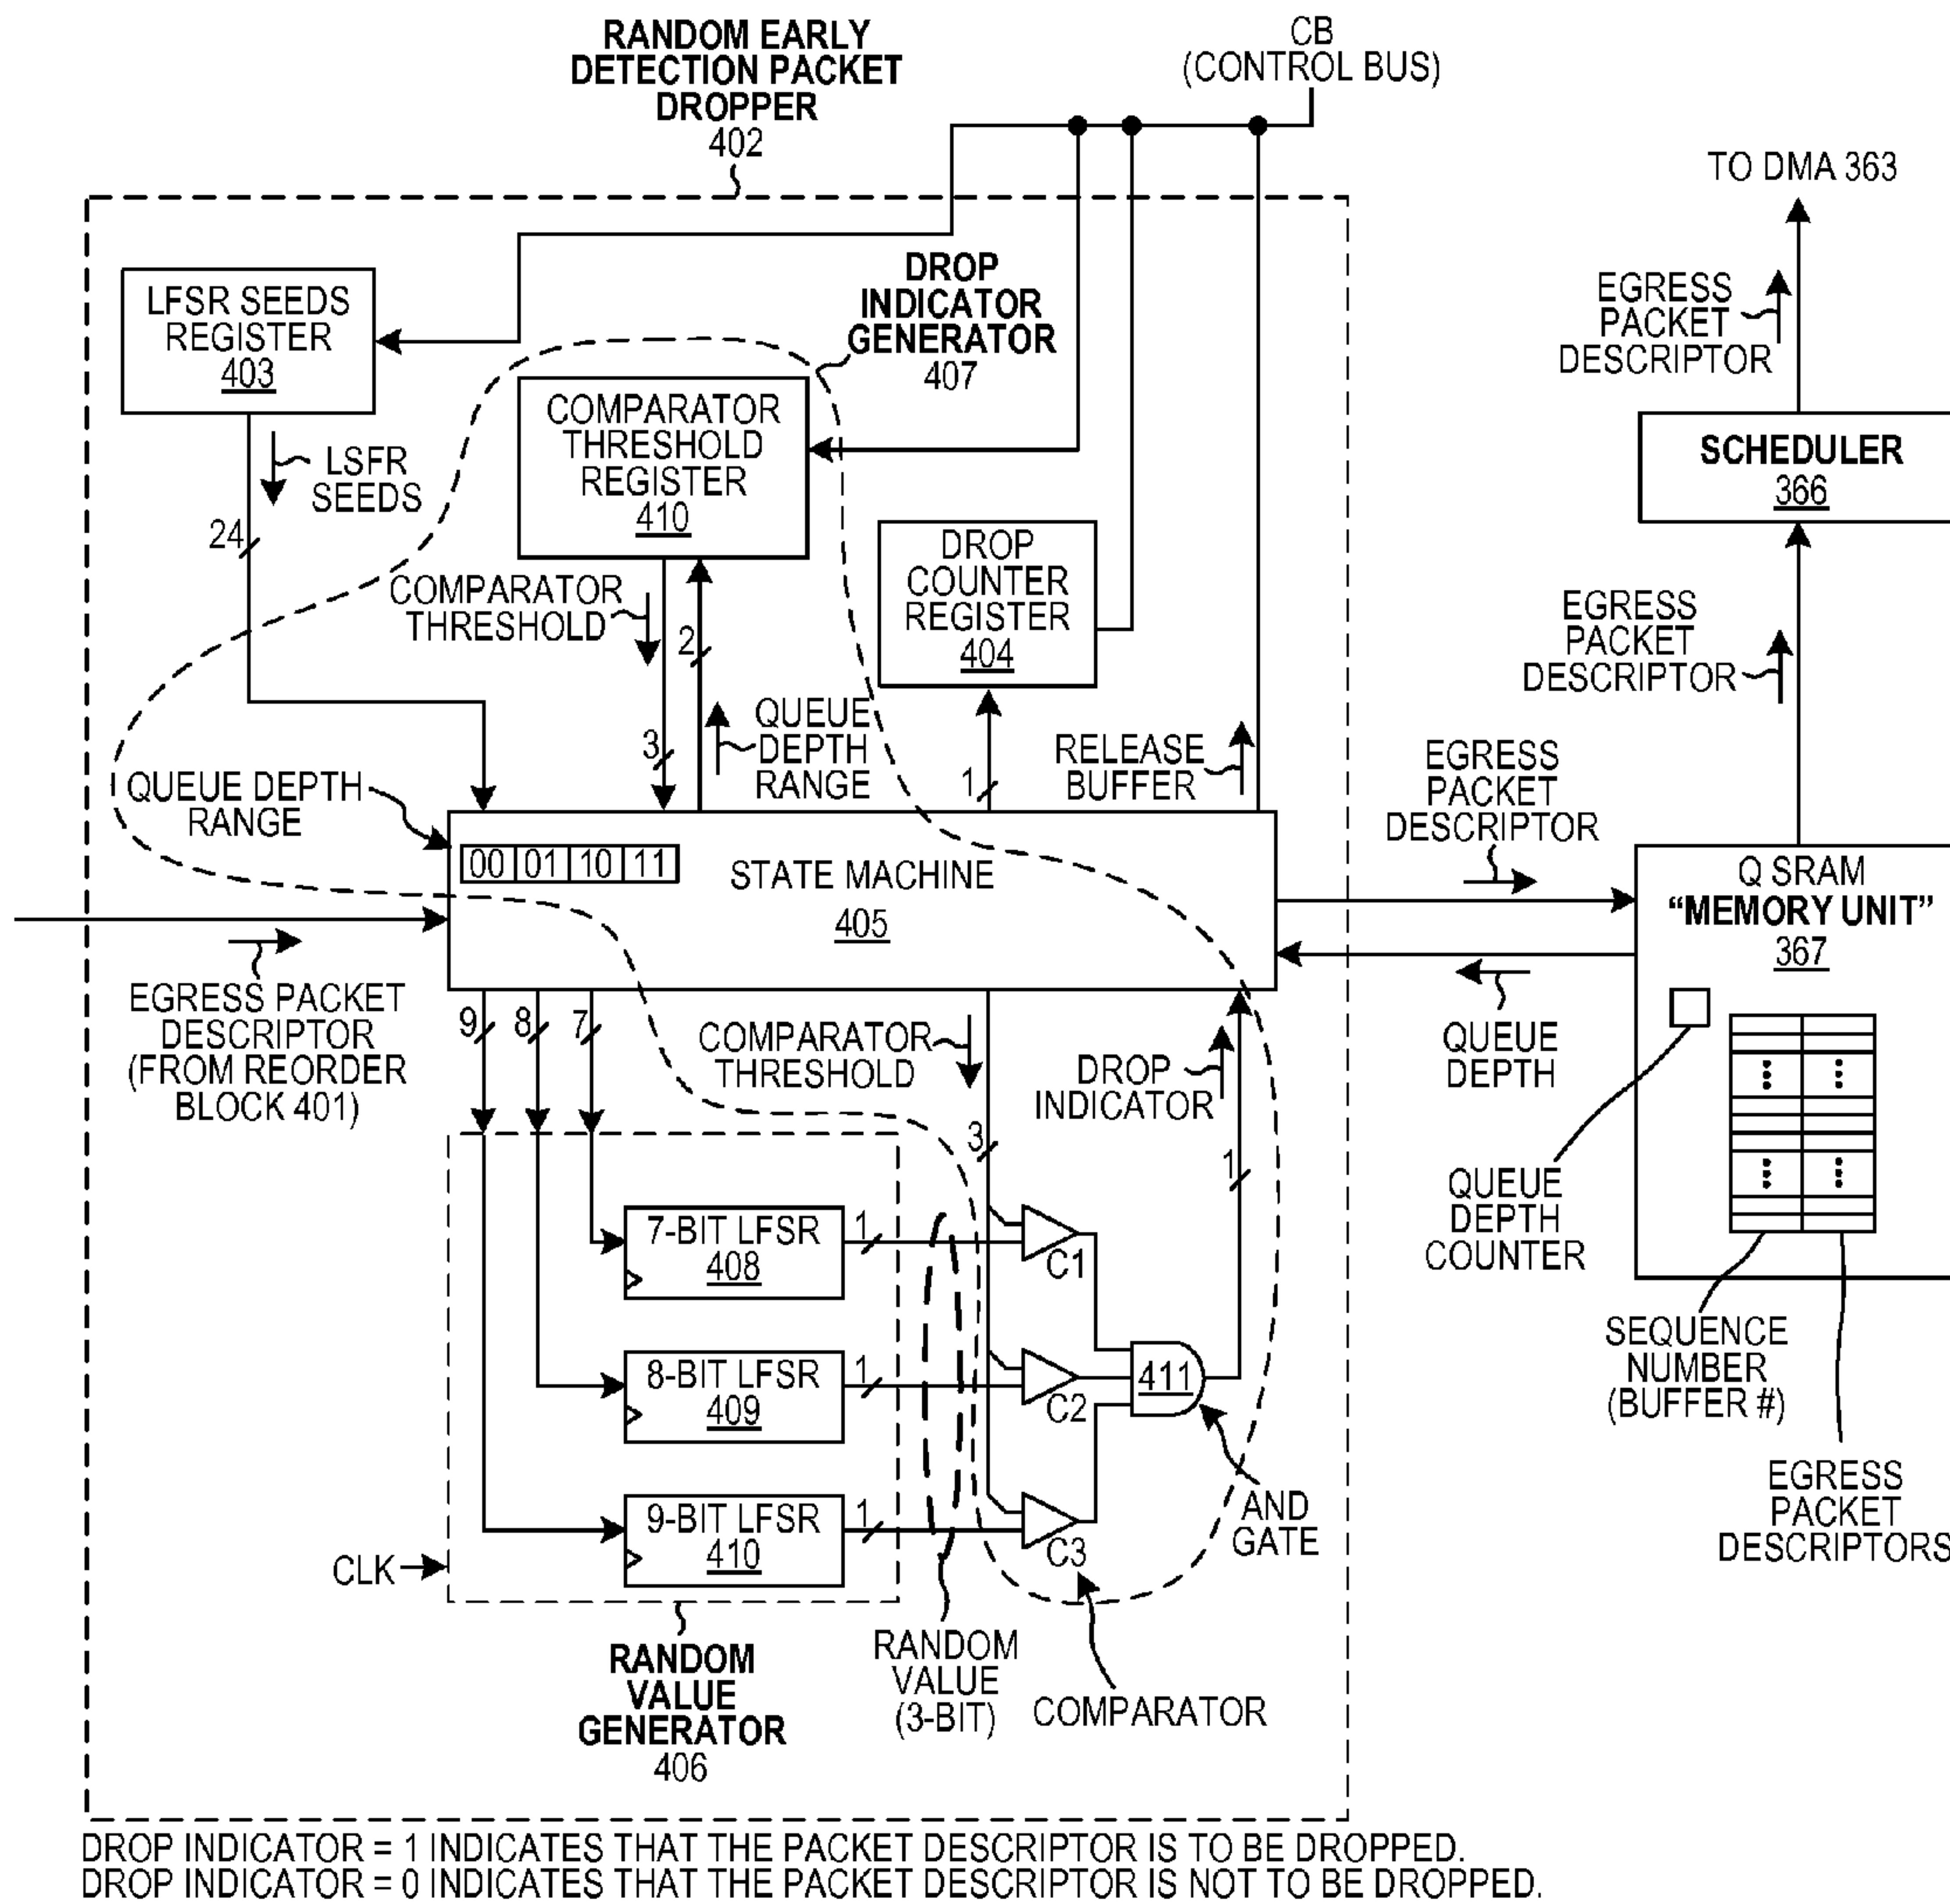 RANDOM EARLY
DETECTION PACKET
DROPPER
402
CB
(CONTROL BUS)
TO DMA 363
LFSR SEEDS
REGISTER
403
DROP
INDICATOR
GENERATOR
407
EGRESS
PACKET
DESCRIPTOR
COMPARATOR
THRESHOLD
REGISTER
410
SCHEDULER
366
LSFR
SEEDS
24
DROP
COUNTER
REGISTER
404
COMPARATOR
THRESHOLD
2
EGRESS
PACKET
DESCRIPTOR
3
QUEUE
DEPTH
RANGE
1
RELEASE
BUFFER
QUEUE DEPTH
RANGE
EGRESS
PACKET
DESCRIPTOR
00 01 10 11
STATE MACHINE
405
Q SRAM
“MEMORY UNIT”
367
EGRESS PACKET
DESCRIPTOR
(FROM REORDER
BLOCK 401)
9
8
7
COMPARATOR
THRESHOLD
DROP
INDICATOR
QUEUE
DEPTH
3
1
QUEUE
DEPTH
COUNTER
7-BIT LFSR
408
1
C1
8-BIT LFSR
409
1
C2
411
9-BIT LFSR
410
1
C3
CLK
AND
GATE
SEQUENCE
NUMBER
(BUFFER #)
EGRESS
PACKET
DESCRIPTORS
RANDOM
VALUE
GENERATOR
406
RANDOM
VALUE
(3-BIT)
COMPARATOR
DROP INDICATOR = 1 INDICATES THAT THE PACKET DESCRIPTOR IS TO BE DROPPED.
DROP INDICATOR = 0 INDICATES THAT THE PACKET DESCRIPTOR IS NOT TO BE DROPPED.